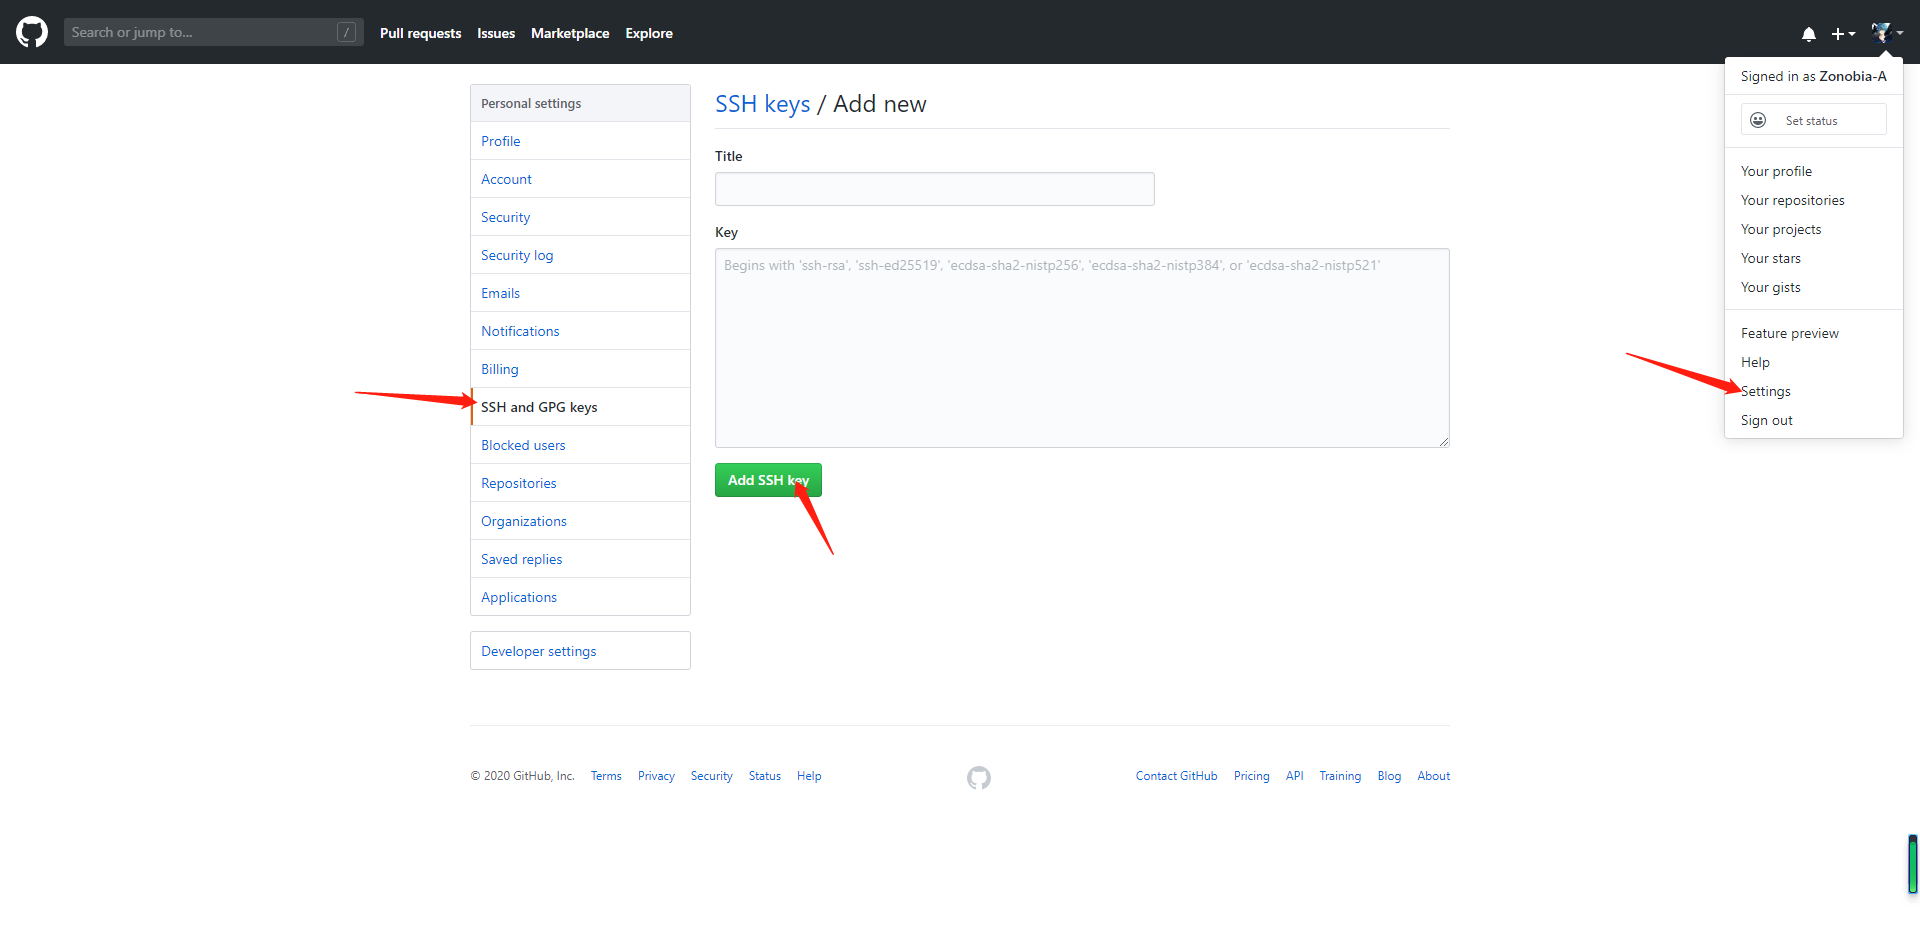 Search or jump to...
/
Pull requests
Issues
Marketplace
Explore
Signed in as Zonobia-A
Set status
Your profile
Your repositories
Your projects
Your stars
Your gists
Feature preview
Help
Settings
Sign out
Personal settings
Profile
Account
Security
Security log
Emails
Notifications
Billing
SSH and GPG keys
Blocked users
Repositories
Organizations
Saved replies
Applications
Developer settings
SSH keys / Add new
Title
Key
Begins with 'ssh-rsa', 'ssh-ed25519', 'ecdsa-sha2-nistp256', 'ecdsa-sha2-nistp384', or 'ecdsa-sha2-nistp521'
Add SSH key
© 2020 GitHub, Inc.
Terms
Privacy
Security
Status
Help
Contact GitHub
Pricing
API
Training
Blog
About